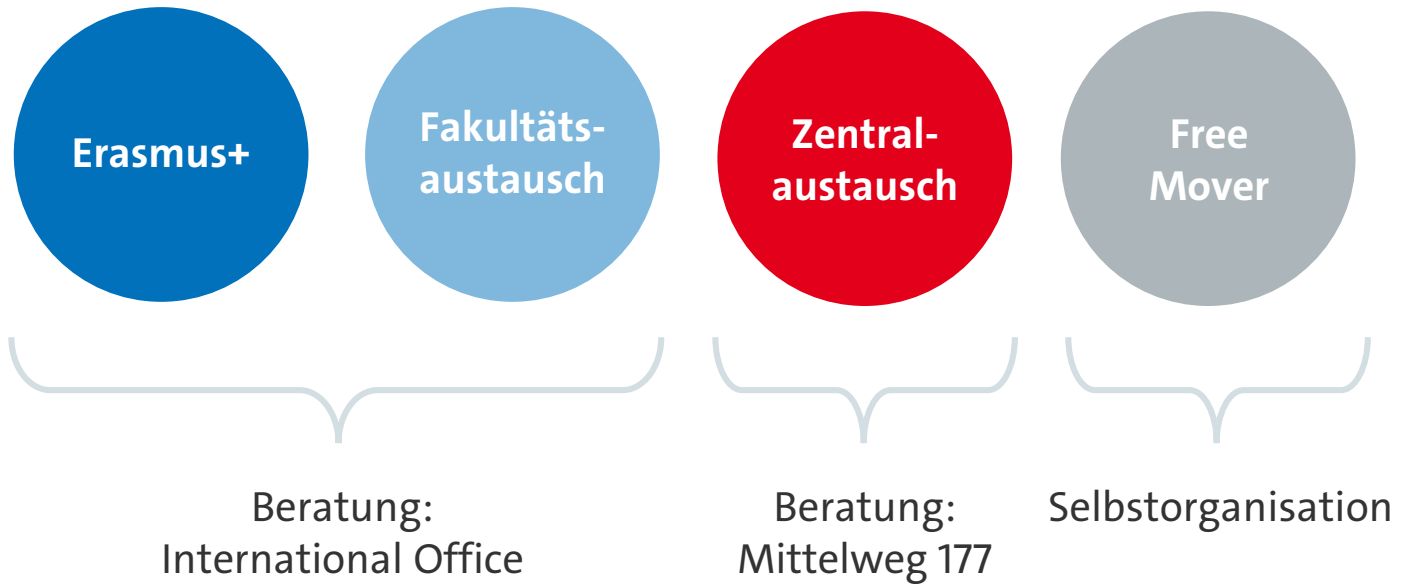 Erasmus+
Fakultäts-
austausch
Zentral-
austausch
Free
Mover
Beratung:
International Office
Beratung:
Mittelweg 177
Selbstorganisation